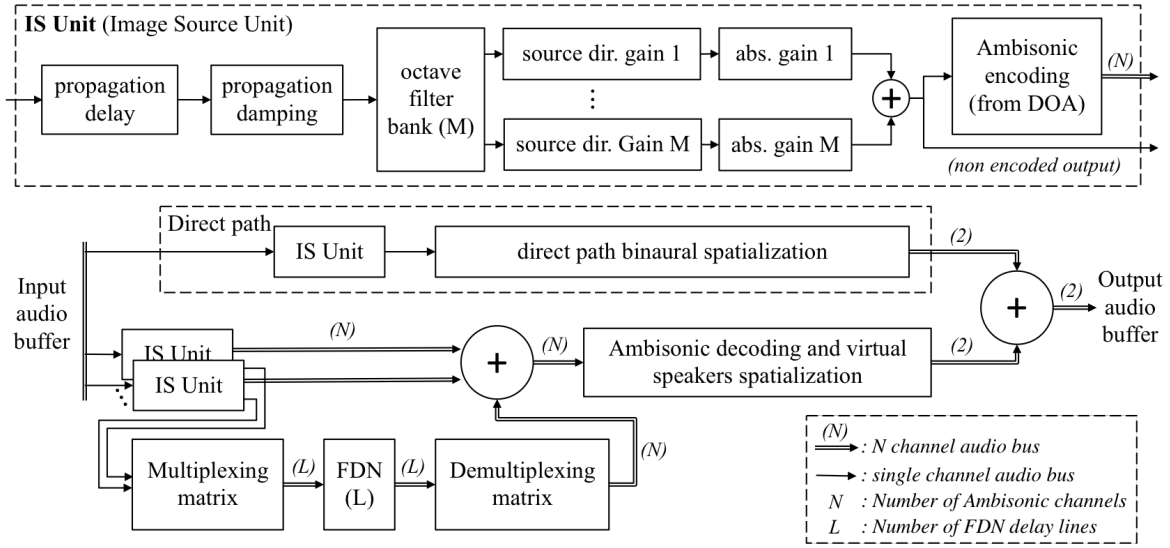 IS Unit (Image Source Unit)
propagation
delay
propagation
damping
octave
filter
bank (M)
source dir. gain 1
abs. gain 1
⋮
source dir. Gain M
abs. gain M
+
Ambisonic
encoding
(from DOA)
(N)
(non encoded output)
Direct path
IS Unit
direct path binaural spatialization
(2)
Input
audio
buffer
+
(2)
Output
audio
buffer
IS Unit
IS Unit
(N)
+
(N)
Ambisonic decoding and virtual
speakers spatialization
(2)
Multiplexing
matrix
(L)
FDN
(L)
(L)
Demultiplexing
matrix
(N)
(N)
: N channel audio bus
: single channel audio bus
N : Number of Ambisonic channels
L : Number of FDN delay lines